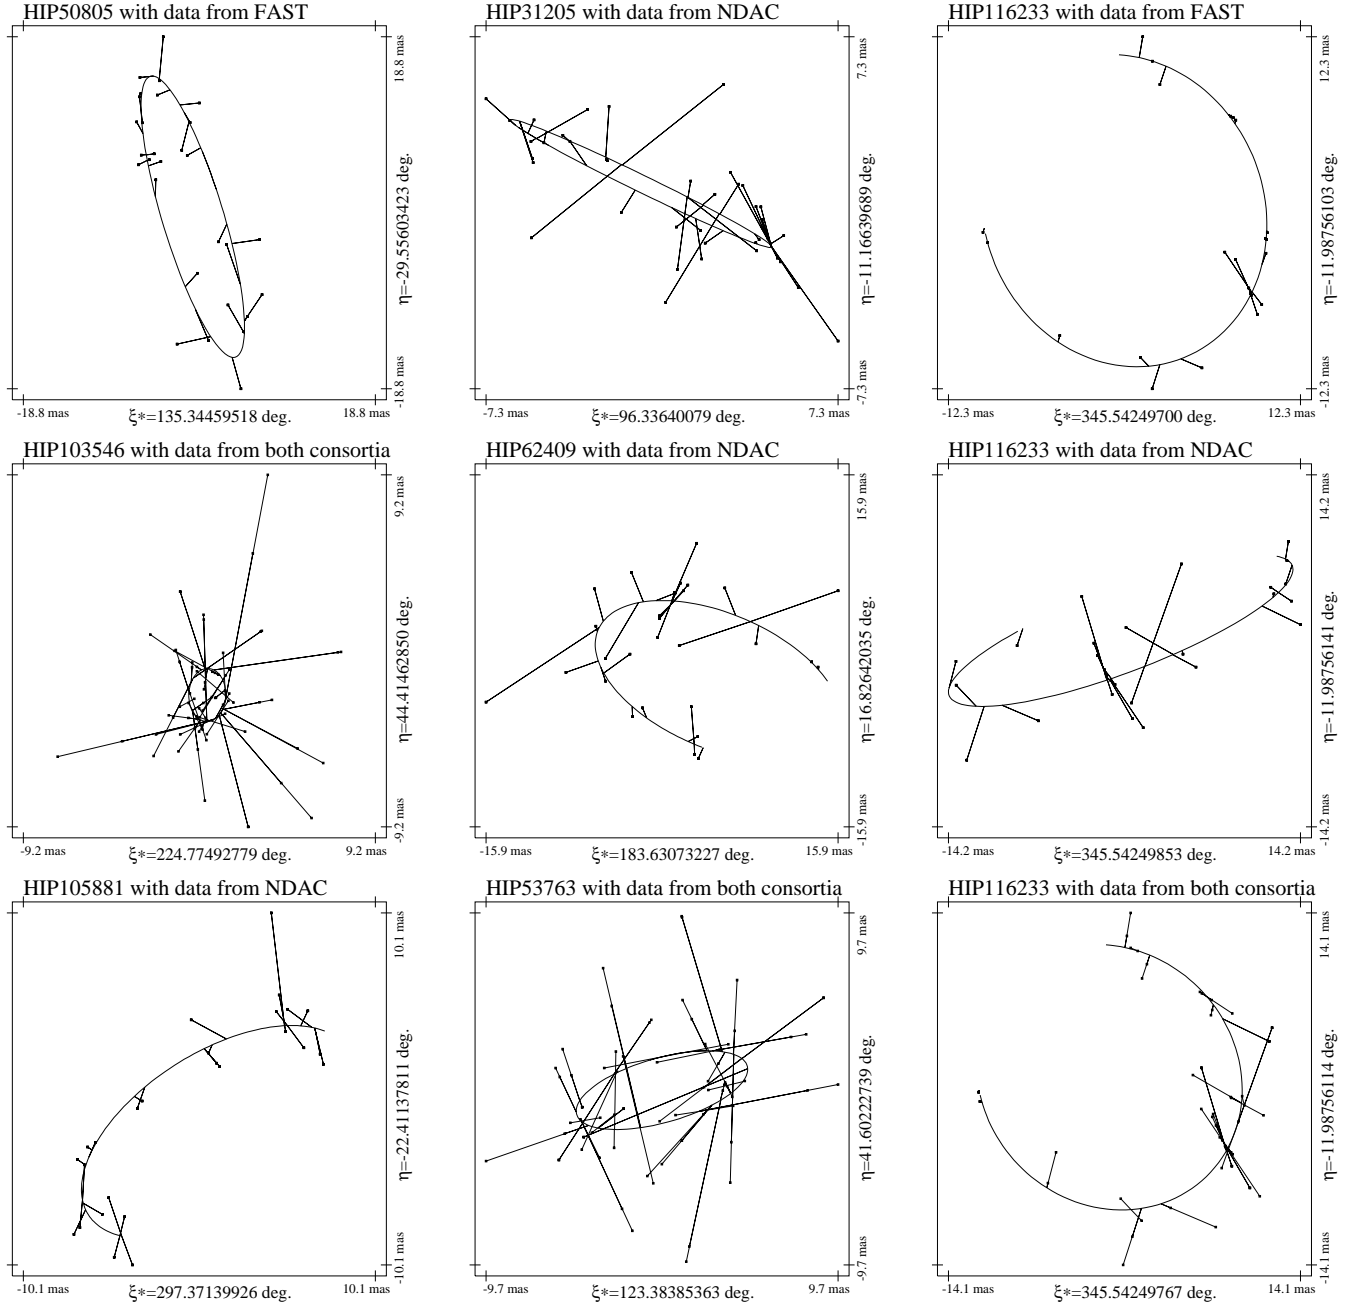 HIP50805 with data from FAST
18.8 mas
η=-29.55603423 deg.
-18.8 mas
-18.8 mas
18.8 mas
ξ*=135.34459518 deg.
HIP31205 with data from NDAC
7.3 mas
η=-11.16639689 deg.
-7.3 mas
-7.3 mas
7.3 mas
ξ*=96.33640079 deg.
HIP116233 with data from FAST
12.3 mas
η=-11.98756103 deg.
-12.3 mas
-12.3 mas
12.3 mas
ξ*=345.54249700 deg.
HIP103546 with data from both consortia
9.2 mas
η=44.41462850 deg.
-9.2 mas
-9.2 mas
9.2 mas
ξ*=224.77492779 deg.
HIP62409 with data from NDAC
15.9 mas
η=16.82642035 deg.
-15.9 mas
-15.9 mas
15.9 mas
ξ*=183.63073227 deg.
HIP116233 with data from NDAC
14.2 mas
η=-11.98756141 deg.
-14.2 mas
-14.2 mas
14.2 mas
ξ*=345.54249853 deg.
HIP105881 with data from NDAC
10.1 mas
η=-22.41137811 deg.
-10.1 mas
-10.1 mas
10.1 mas
ξ*=297.37139926 deg.
HIP53763 with data from both consortia
9.7 mas
η=41.60222739 deg.
-9.7 mas
-9.7 mas
9.7 mas
ξ*=123.38385363 deg.
HIP116233 with data from both consortia
14.1 mas
η=-11.98756114 deg.
-14.1 mas
-14.1 mas
14.1 mas
ξ*=345.54249767 deg.